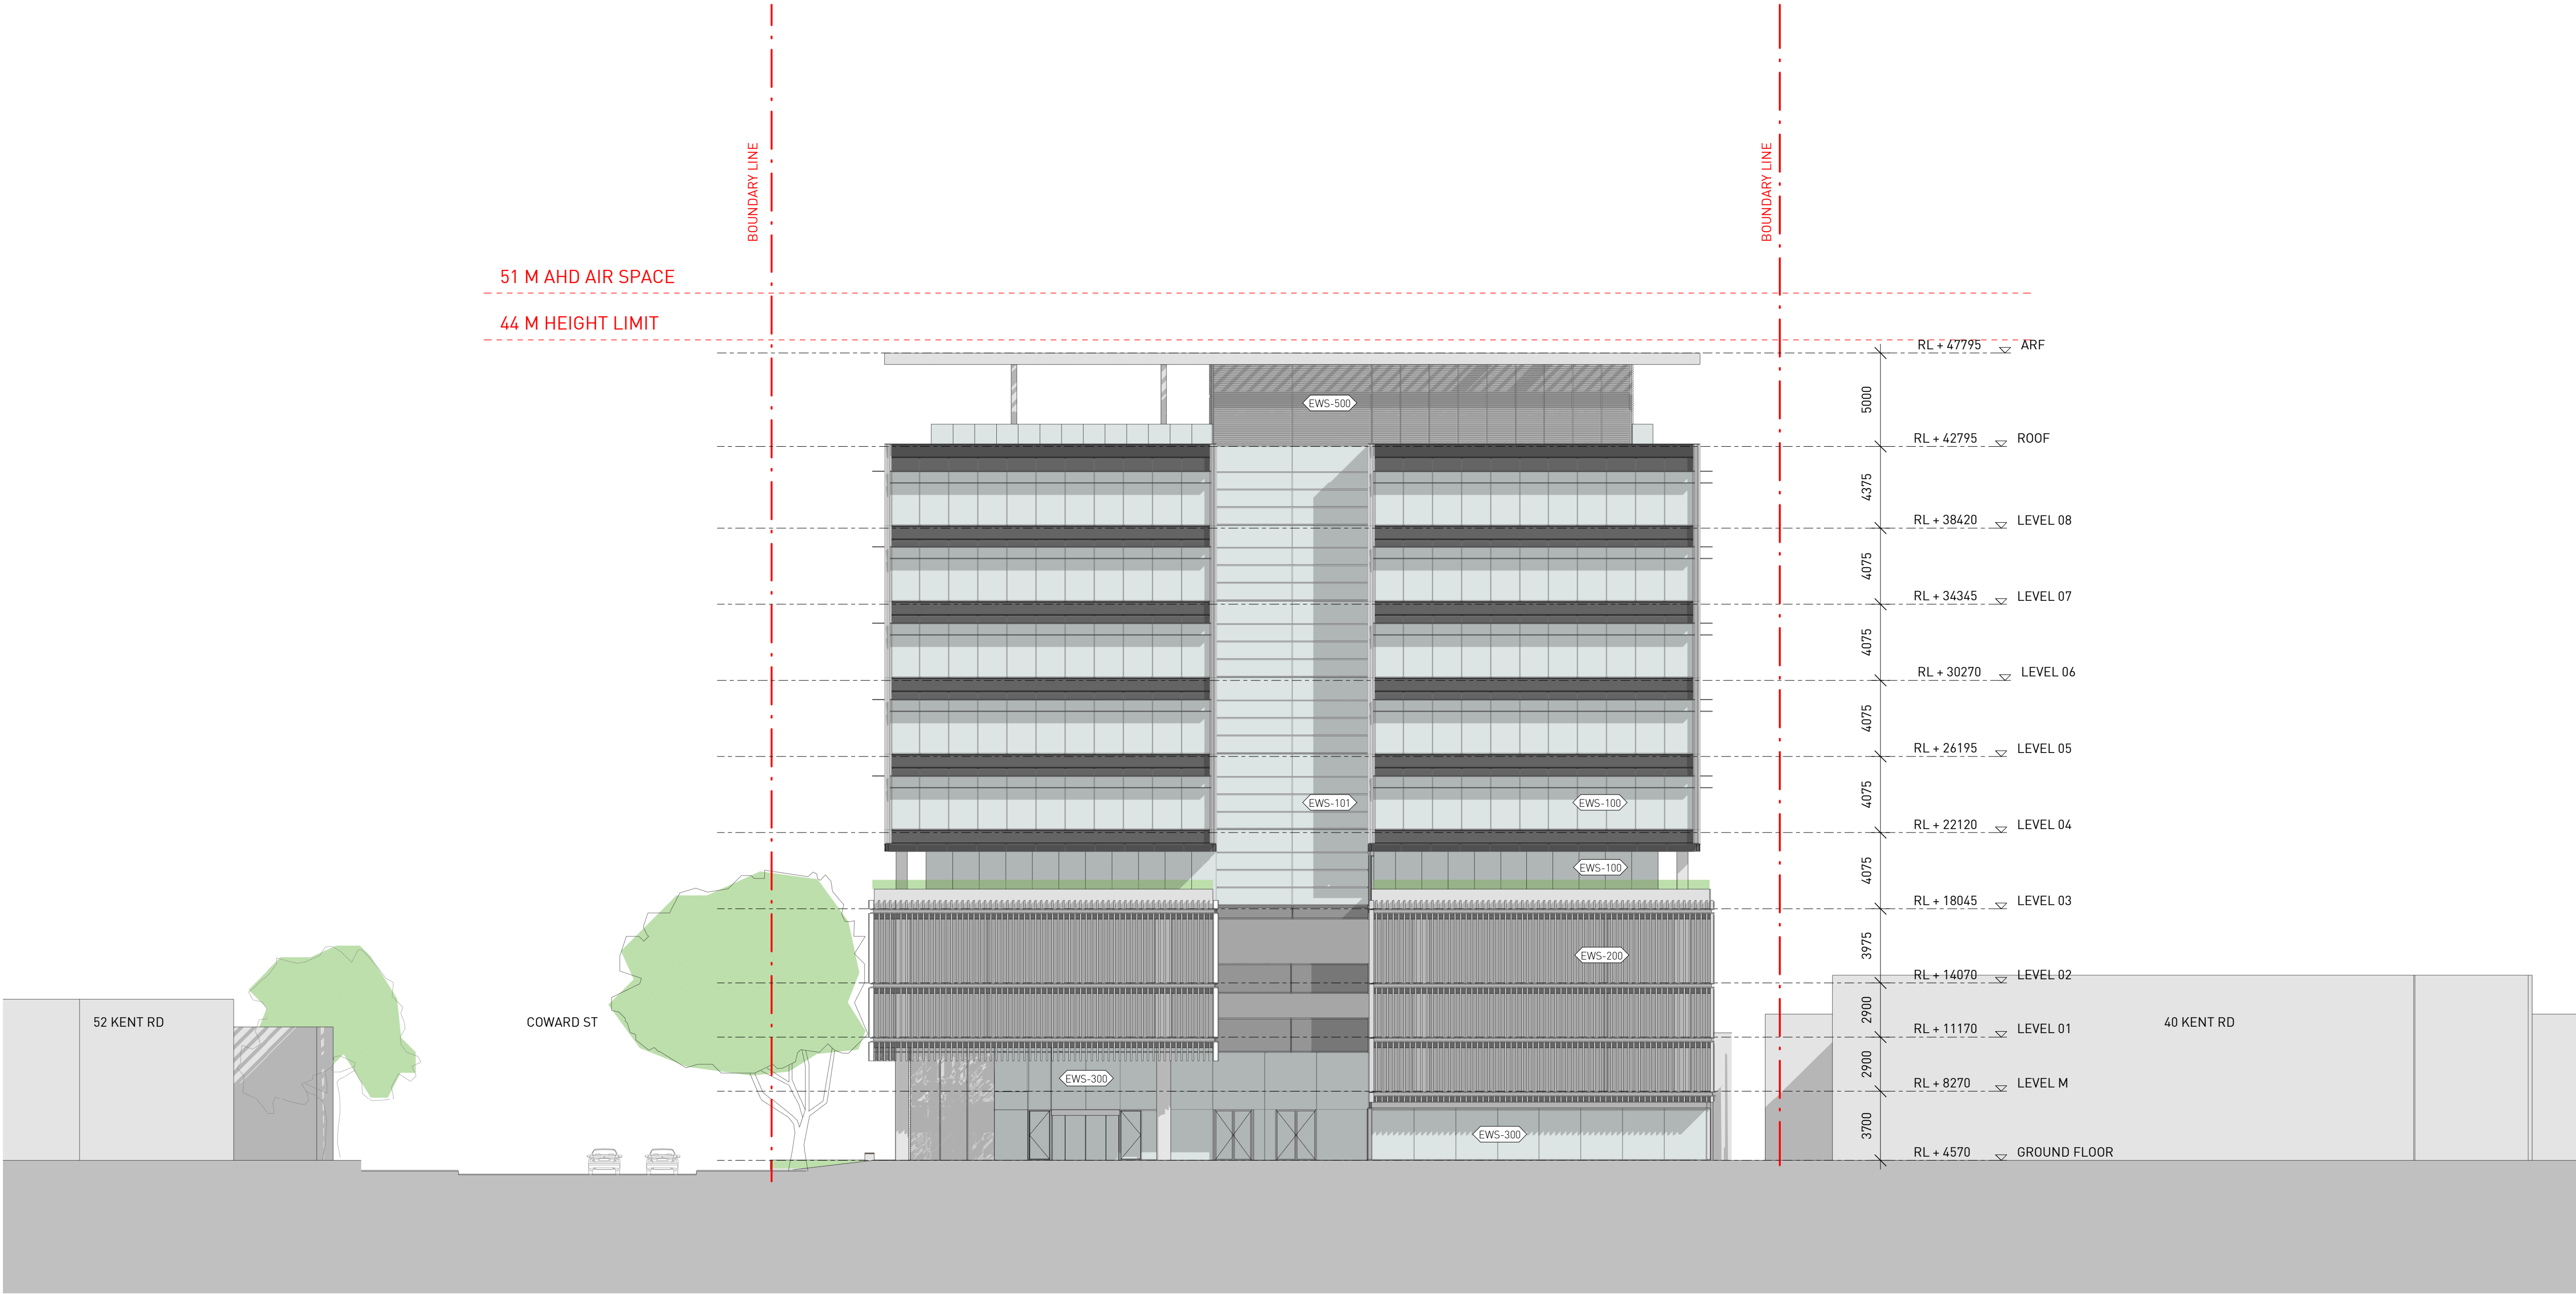 BOUNDARY LINE
BOUNDARY LINE
51 M AHD AIR SPACE
44 M HEIGHT LIMIT
RL + 47795 ARF
5000
EWS-500
RL + 42795 ROOF
4375
RL + 38420 LEVEL 08
4075
RL + 34345 LEVEL 07
4075
RL + 30270 LEVEL 06
4075
RL + 26195 LEVEL 05
4075
EWS-101
EWS-100
RL + 22120 LEVEL 04
4075
EWS-100
RL + 18045 LEVEL 03
3975
EWS-200
RL + 14070 LEVEL 02
2900
52 KENT RD
COWARD ST
40 KENT RD
RL + 11170 LEVEL 01
2900
EWS-300
RL + 8270 LEVEL M
3700
EWS-300
RL + 4570 GROUND FLOOR